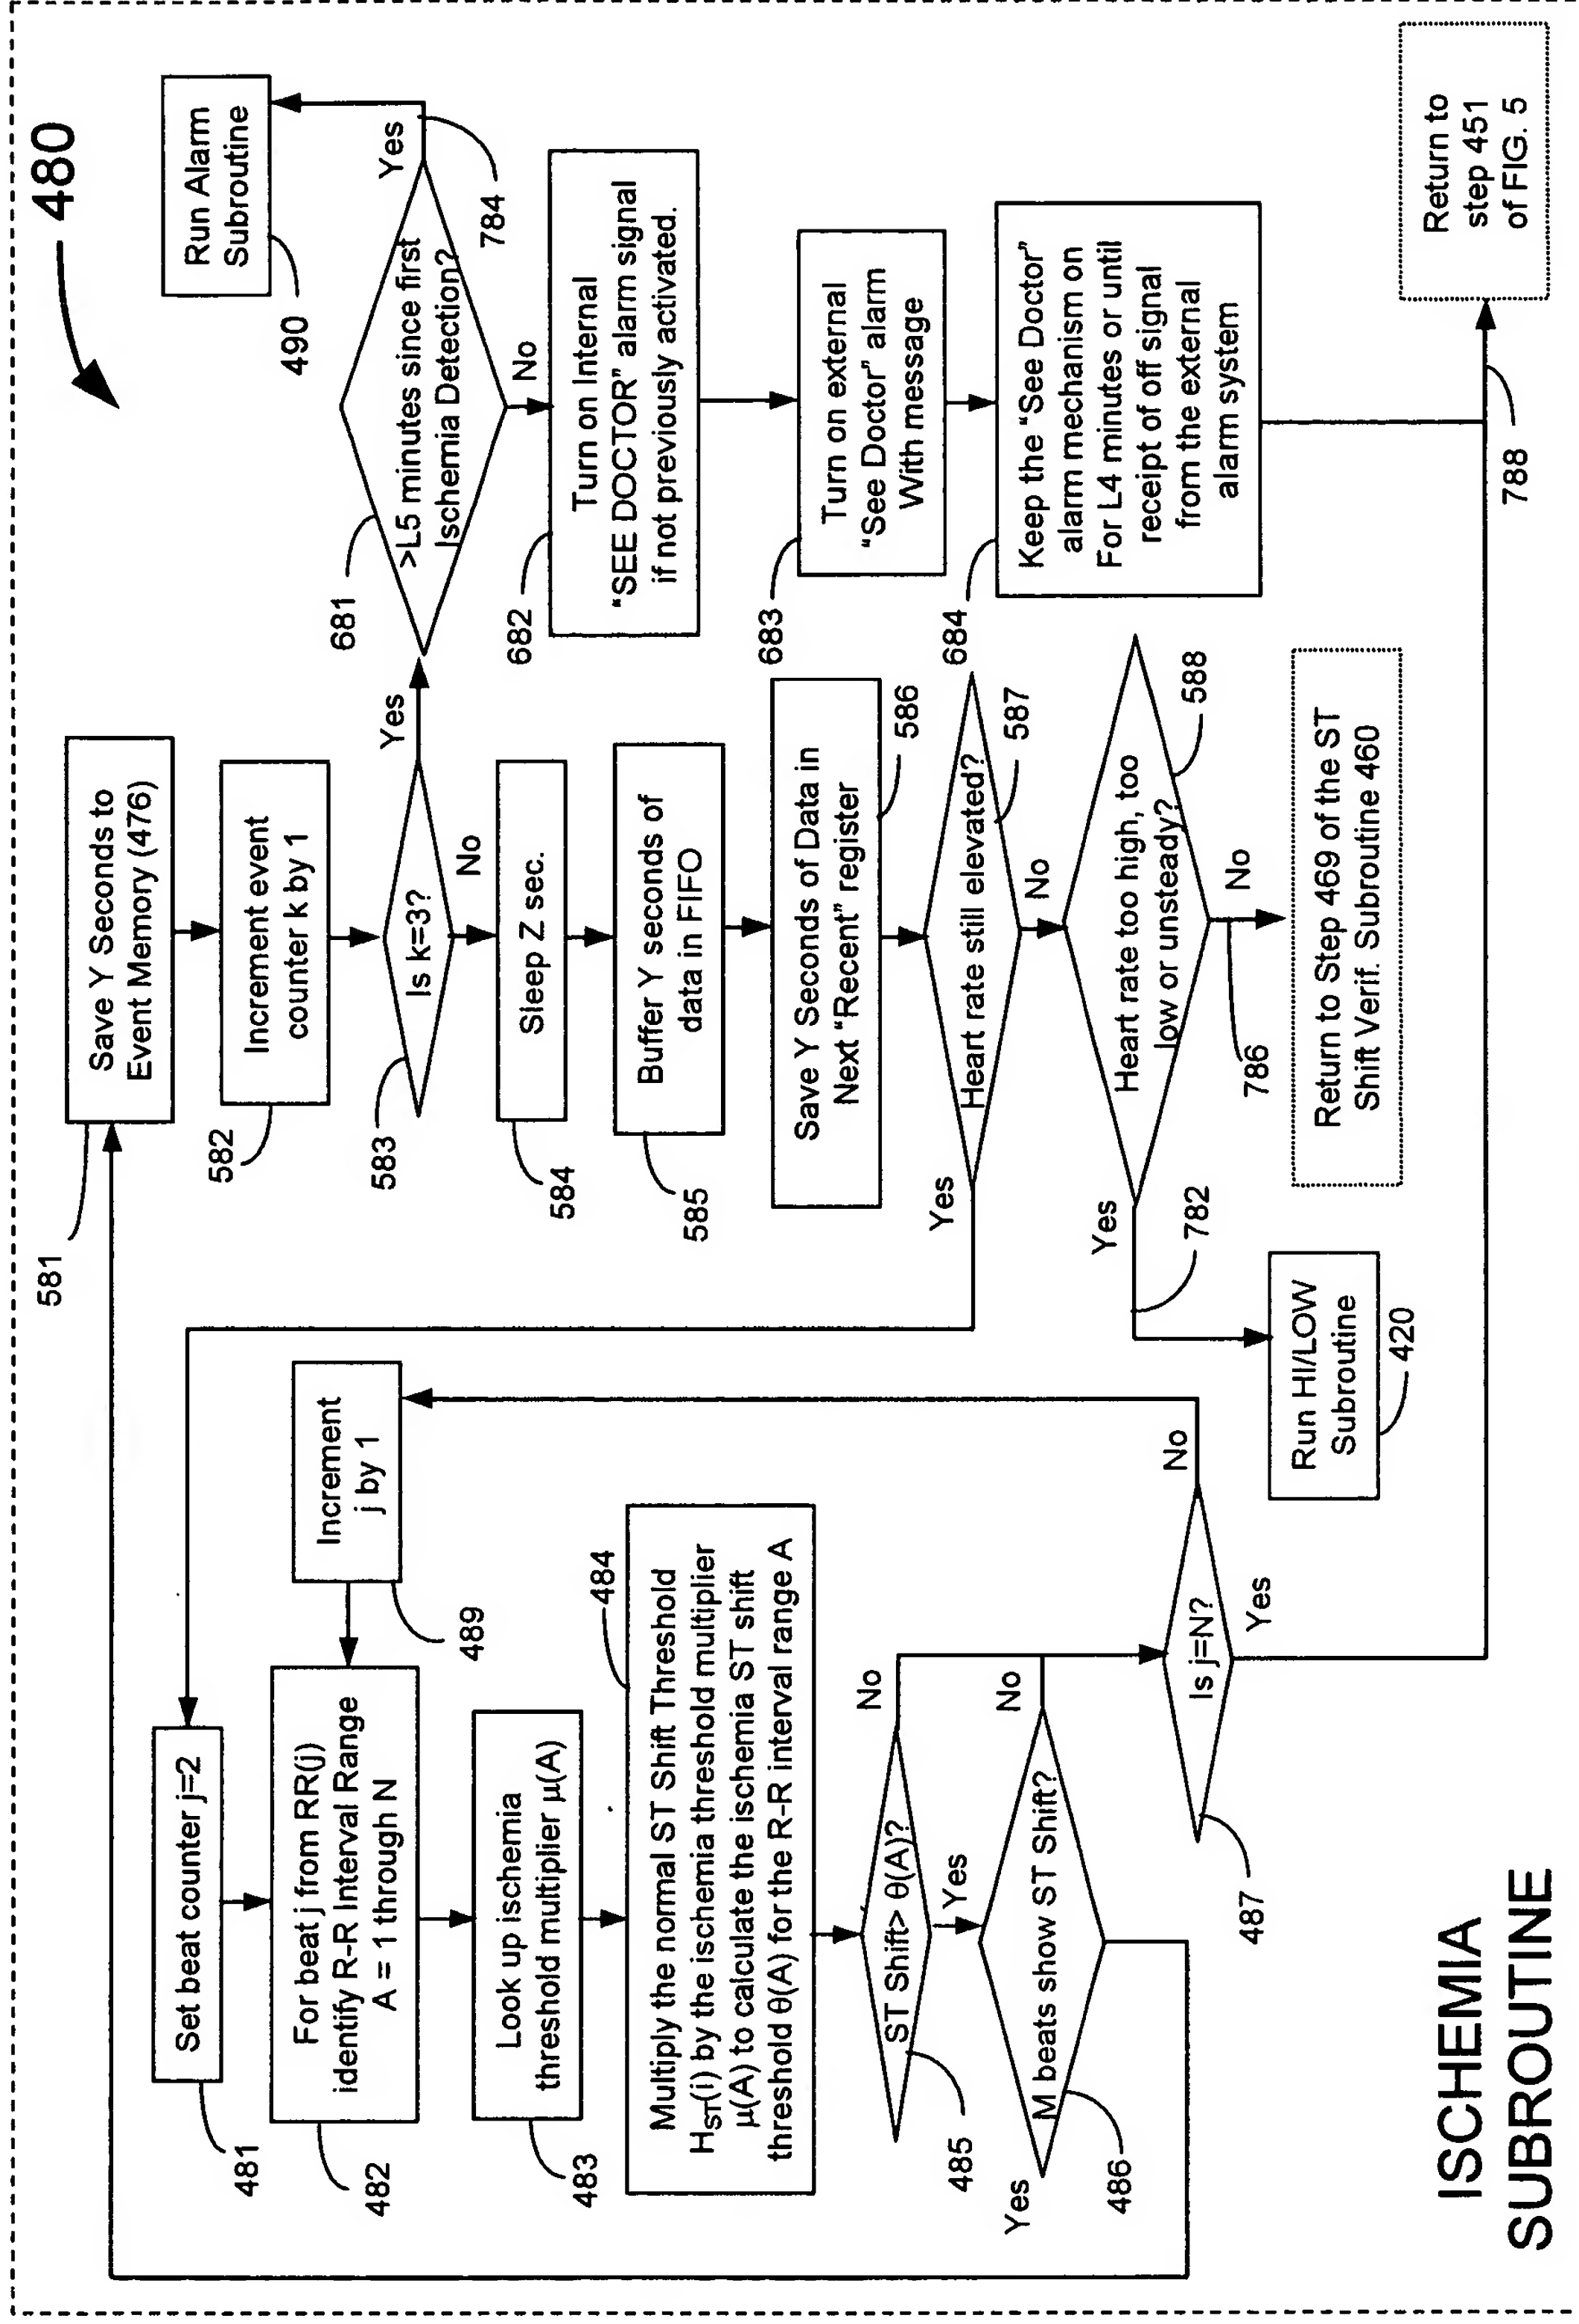 480
481
Set beat counter j=2
482
For beat j from RR(j)
identify R-R Interval Range
A = 1 through N
Increment
j by 1
489
483
Look up ischemia
threshold multiplier μ(A)
484
Multiply the normal ST Shift Threshold
HST(i) by the ischemia threshold multiplier
μ(A) to calculate the ischemia ST shift
threshold θ(A) for the R-R interval range A
ST Shift> θ(A)?
485
No
Yes
M beats show ST Shift?
486
Yes
No
Is j=N?
487
No
Yes
581
Save Y Seconds to
Event Memory (476)
582
Increment event
counter k by 1
583
Is k=3?
Yes
No
584
Sleep Z sec.
585
Buffer Y seconds of
data in FIFO
Save Y Seconds of Data in
Next “Recent” register
586
Heart rate still elevated?
587
Yes
No
Heart rate too high, too
low or unsteady?
588
Yes
782
No
786
Run HI/LOW
Subroutine
420
Return to Step 469 of the ST
Shift Verif. Subroutine 460
Run Alarm
Subroutine
490
681
>L5 minutes since first
Ischemia Detection?
Yes
784
No
682
Turn on Internal
“SEE DOCTOR” alarm signal
if not previously activated.
683
Turn on external
“See Doctor” alarm
With message
684
Keep the “See Doctor”
alarm mechanism on
For L4 minutes or until
receipt of off signal
from the external
alarm system
788
Return to
step 451
of FIG. 5
ISCHEMIA
SUBROUTINE